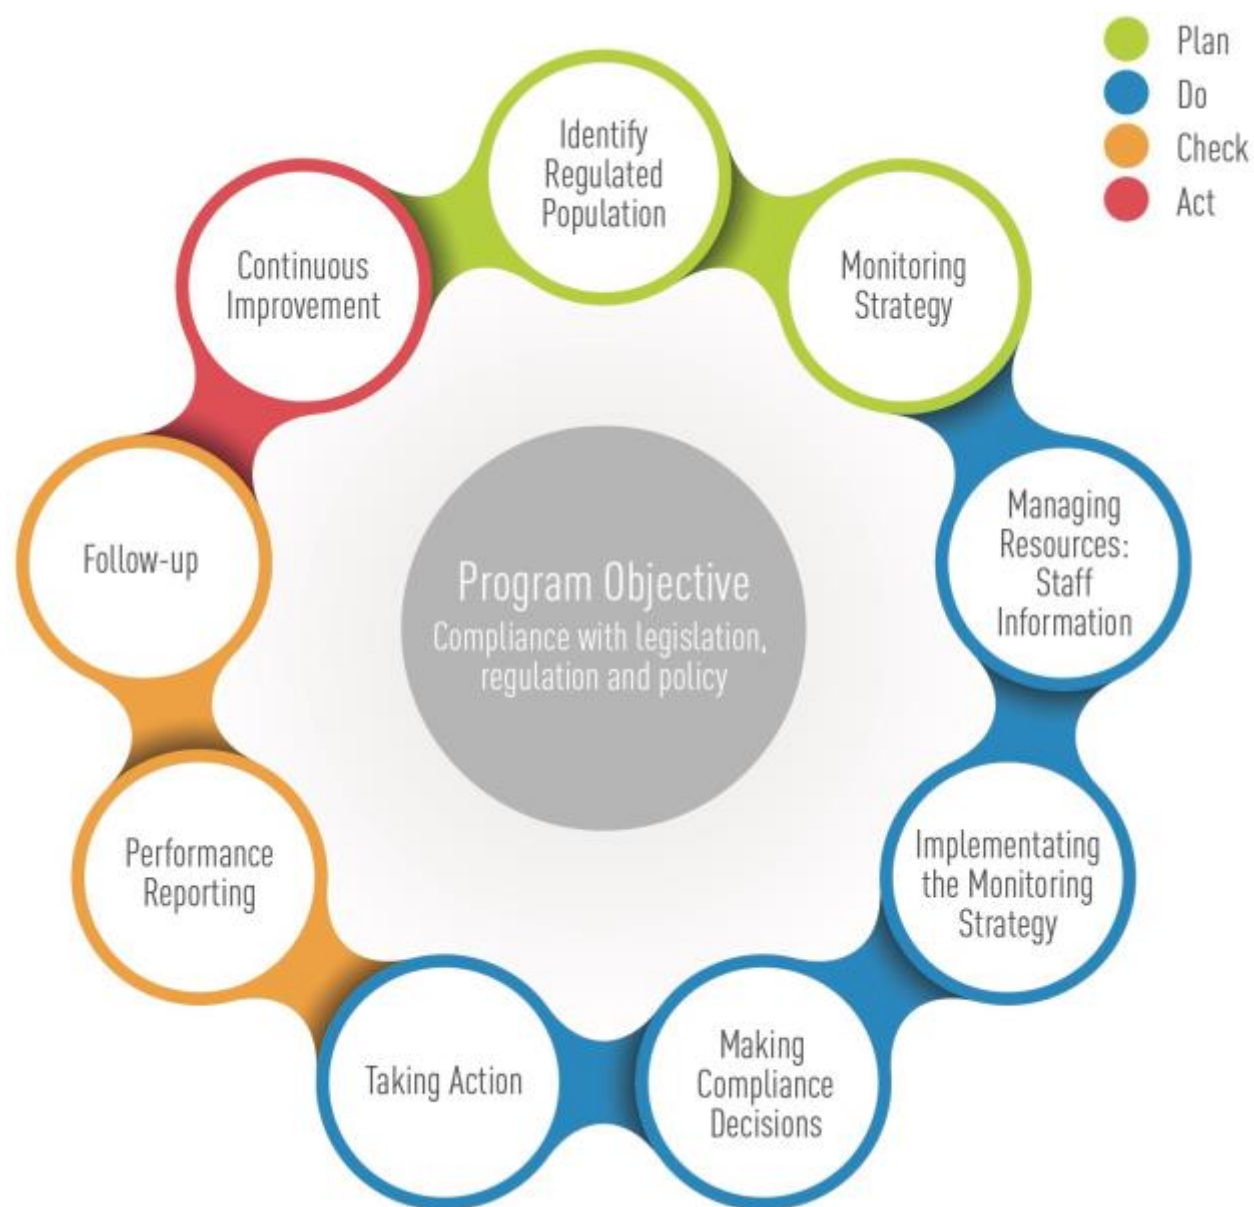 Plan
Do
Check
Act
Identify
Regulated
Population
Monitoring
Strategy
Managing
Resources:
Staff
Information
Implementating
the Monitoring
Strategy
Making
Compliance
Decisions
Taking Action
Performance
Reporting
Follow-up
Continuous
Improvement
Program Objective
Compliance with legislation,
regulation and policy